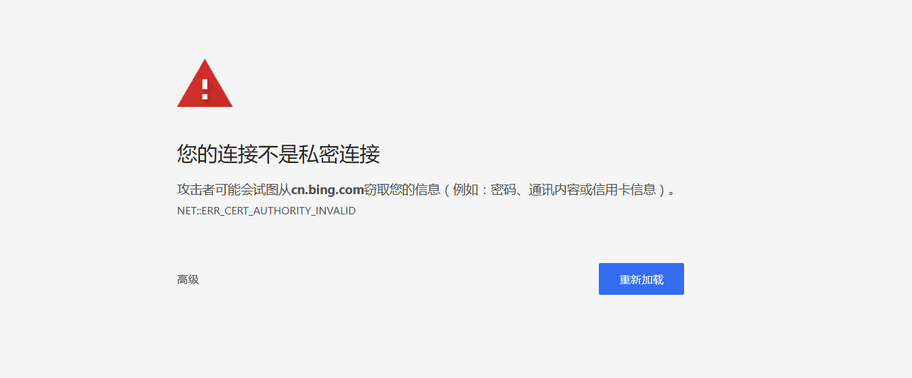 您的连接不是私密连接
攻击者可能会试图从cn.bing.com窃取您的信息（例如：密码、通讯内容或信用卡信息）。
NET::ERR_CERT_AUTHORITY_INVALID
高级
重新加载